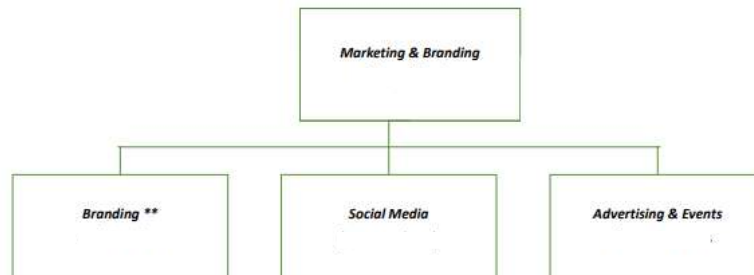 Marketing & Branding
Branding **
Social Media
Advertising & Events